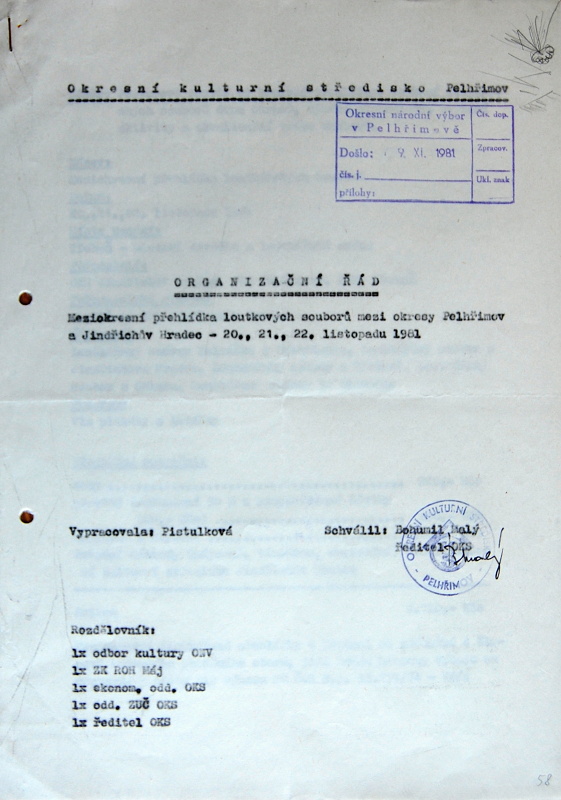 Okresní kulturní středisko Pelhřimov
Okresní národní výbor
v Pelhřimově
Čís. dop.
Došlo: 9. XI. 1981
Zpracov.
čís. j.
Ukl. znak
přílohy:
ORGANIZAČNÍ ŘÁD
Meziokresní přehlídka loutkových souborů mezi okresy Pelhřimov
a Jindřichův Hradec - 20., 21., 22. listopadu 1981
Vypracovala: Pistulková
Schválil: Bohumil Malý
ředitel OKS
OKRESNÍ KULTURNÍ
PELHŘIMOV
Rozdělovník:
1x odbor kultury ONV
1x ZK ROH Máj
1x ekonom. odd. OKS
1x odd. ZUČ OKS
1x ředitel OKS
58